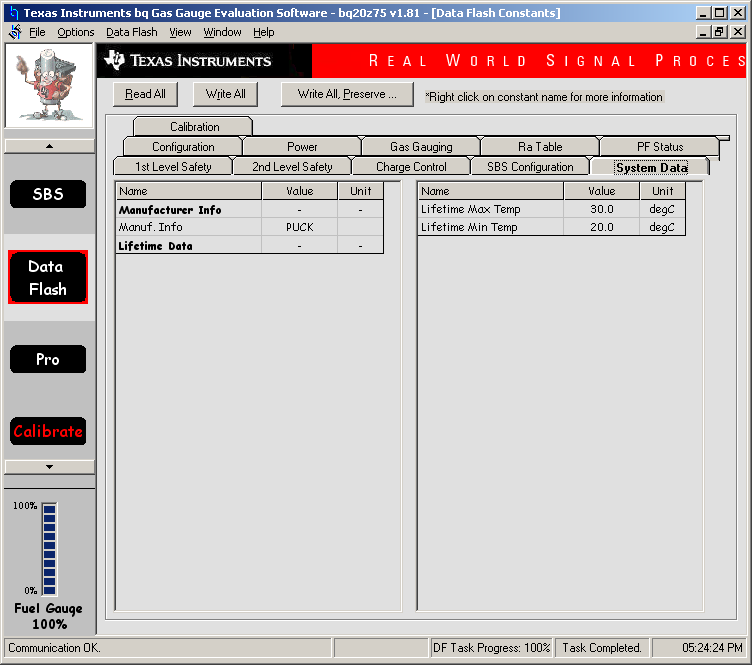 Texas Instruments bq Gas Gauge Evaluation Software - bq20z75 v1.81 - [Data Flash Constants]
File Options Data Flash View Window Help
TEXAS INSTRUMENTS REAL WORLD SIGNAL PROCES
Read All Write All Write All, Preserve ... *Right click on constant name for more information
Calibration
Configuration Power Gas Gauging Ra Table PF Status
1st Level Safety 2nd Level Safety Charge Control SBS Configuration System Data
Name Value Unit Name Value Unit
Manufacturer Info - - Lifetime Max Temp 30.0 degC
Manuf. Info PUCK Lifetime Min Temp 20.0 degC
Lifetime Data - -
SBS
Data
Flash
Pro
Calibrate
100%
0%
Fuel Gauge
100%
Communication OK. DF Task Progress: 100% Task Completed. 05:24:24 PM